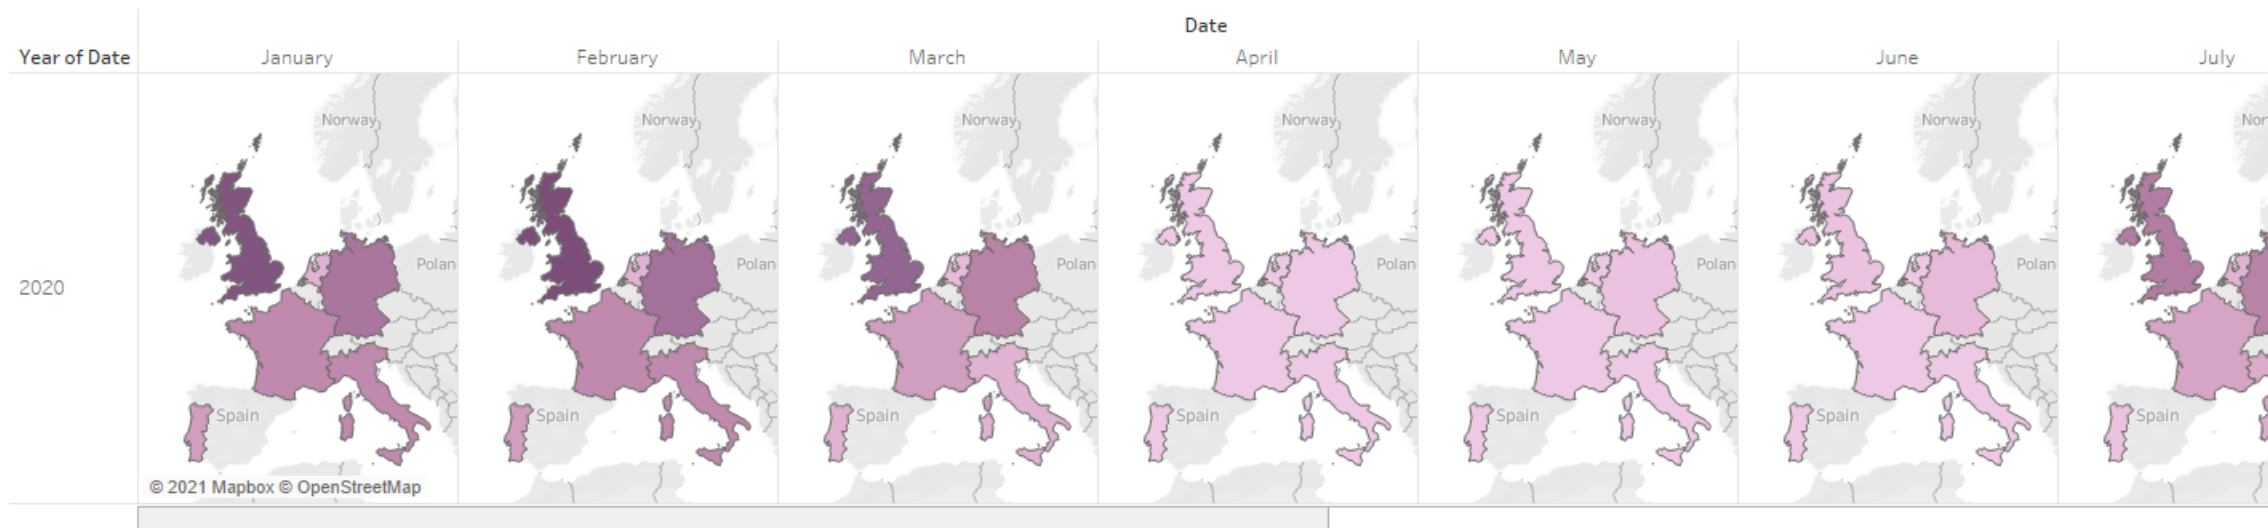 Date
Year of Date January February March April May June July
Norway Norway Norway Norway Norway Norway Nor
Polan Polan Polan Polan Polan Polan
2020
Spain Spain Spain Spain Spain Spain Spain
© 2021 Mapbox © OpenStreetMap